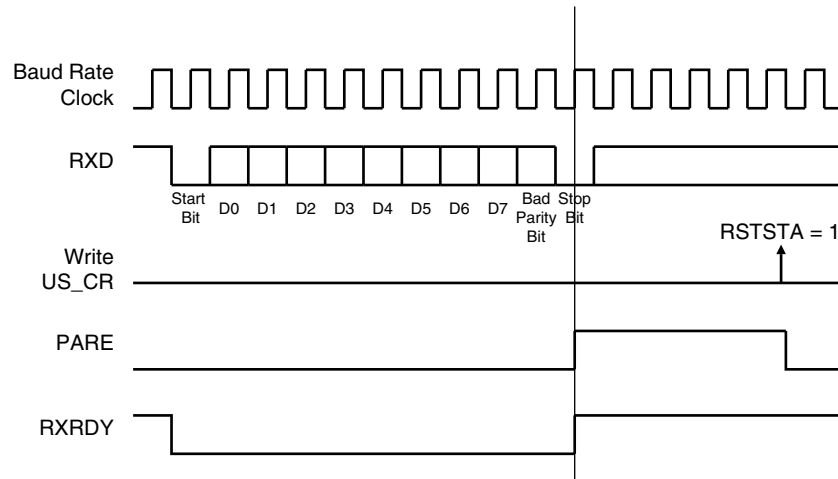 Baud Rate
Clock
RXD
Start
Bit
D0 D1 D2 D3 D4 D5 D6 D7
Bad
Parity
Bit
Stop
Bit
RSTSTA = 1
Write
US_CR
PARE
RXRDY